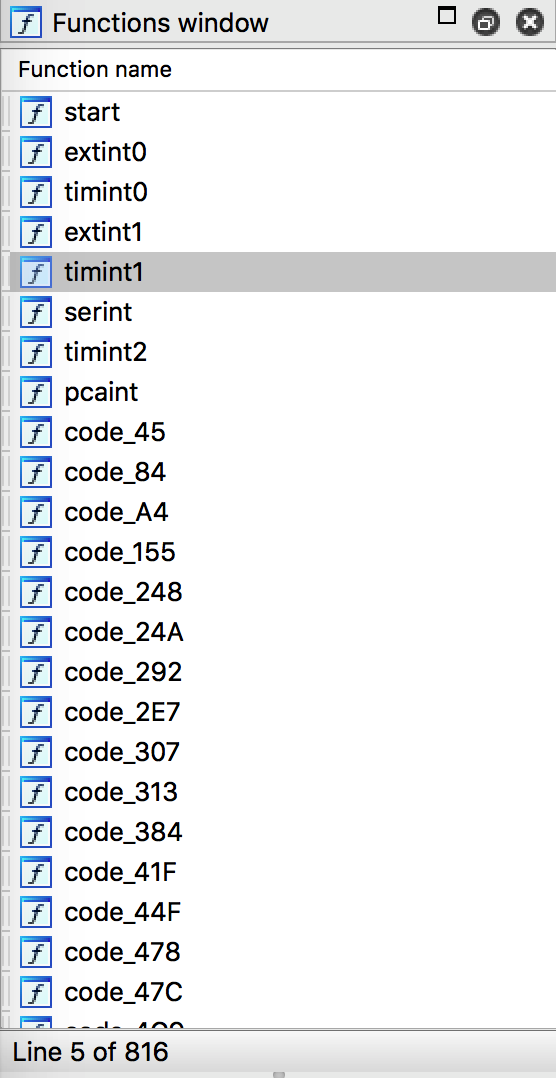 Functions window
Function name
start
extint0
timint0
extint1
timint1
serint
timint2
pcaint
code_45
code_84
code_A4
code_155
code_248
code_24A
code_292
code_2E7
code_307
code_313
code_384
code_41F
code_44F
code_478
code_47C
Line 5 of 816